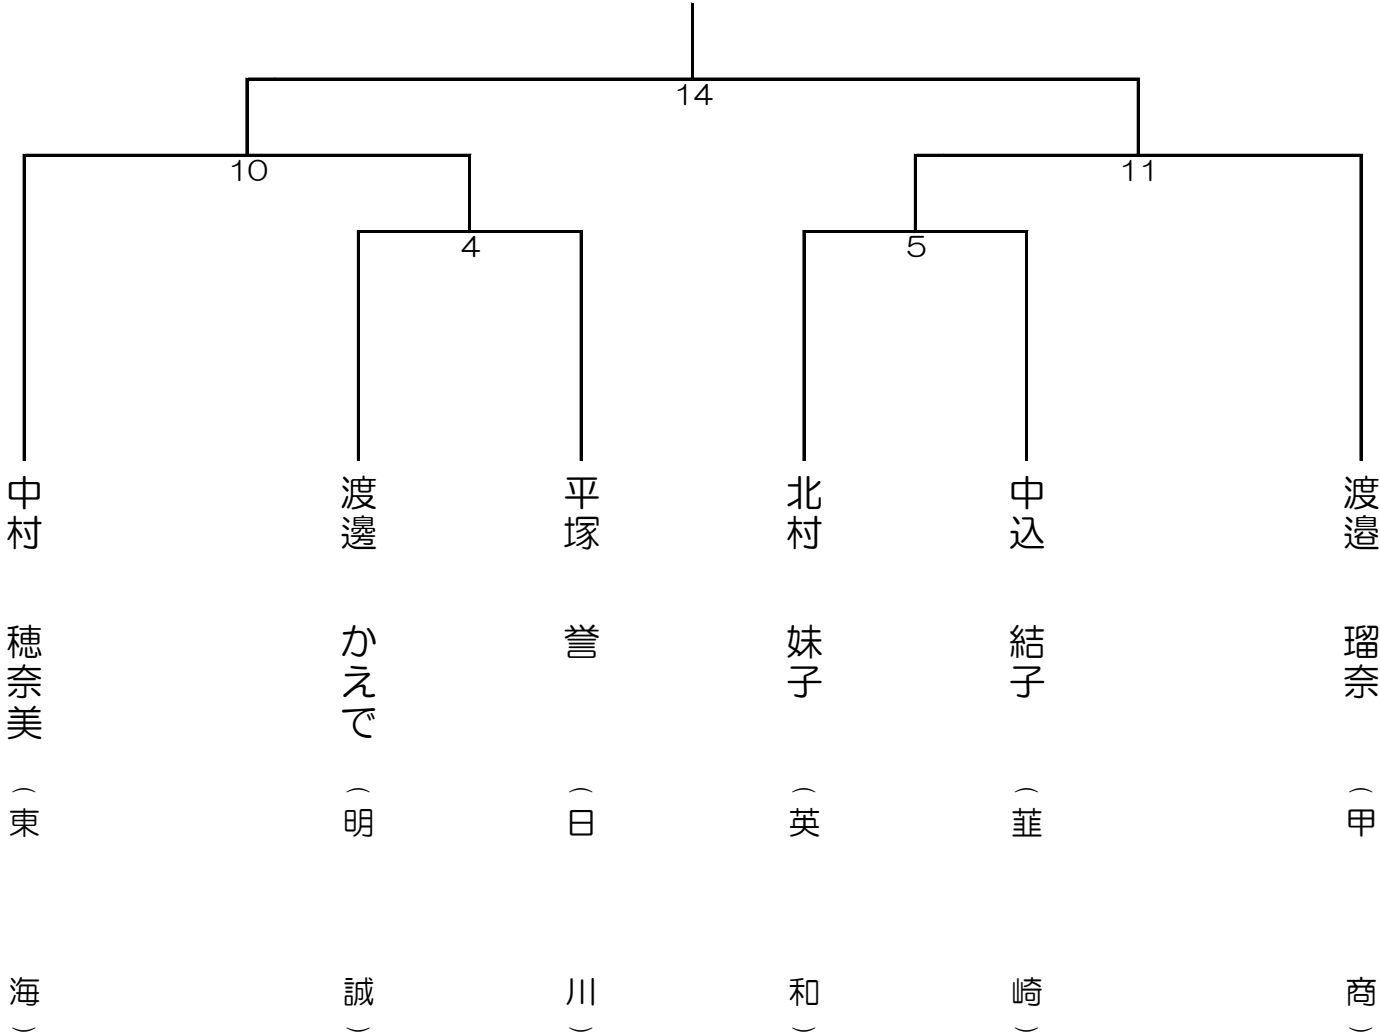 14
10
11
4
5
中村 穂奈美 (東 海)
渡邊 かえで (明 誠)
平塚 誉 (日 川)
北村 妹子 (英 和)
中込 結子 (韮 崎)
渡邉 瑠奈 (甲 商)